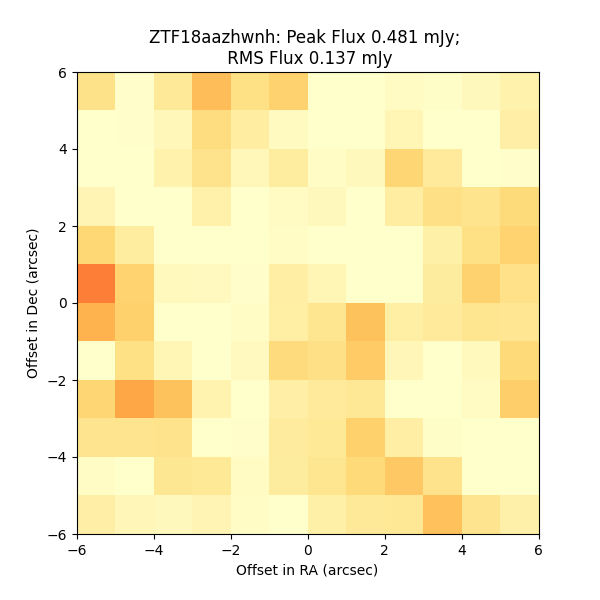 ZTF18aazhwnh: Peak Flux 0.481 mJy;
RMS Flux 0.137 mJy
6
4
2
0
−2
−4
−6
Offset in Dec (arcsec)
−6 −4 −2 0 2 4 6
Offset in RA (arcsec)